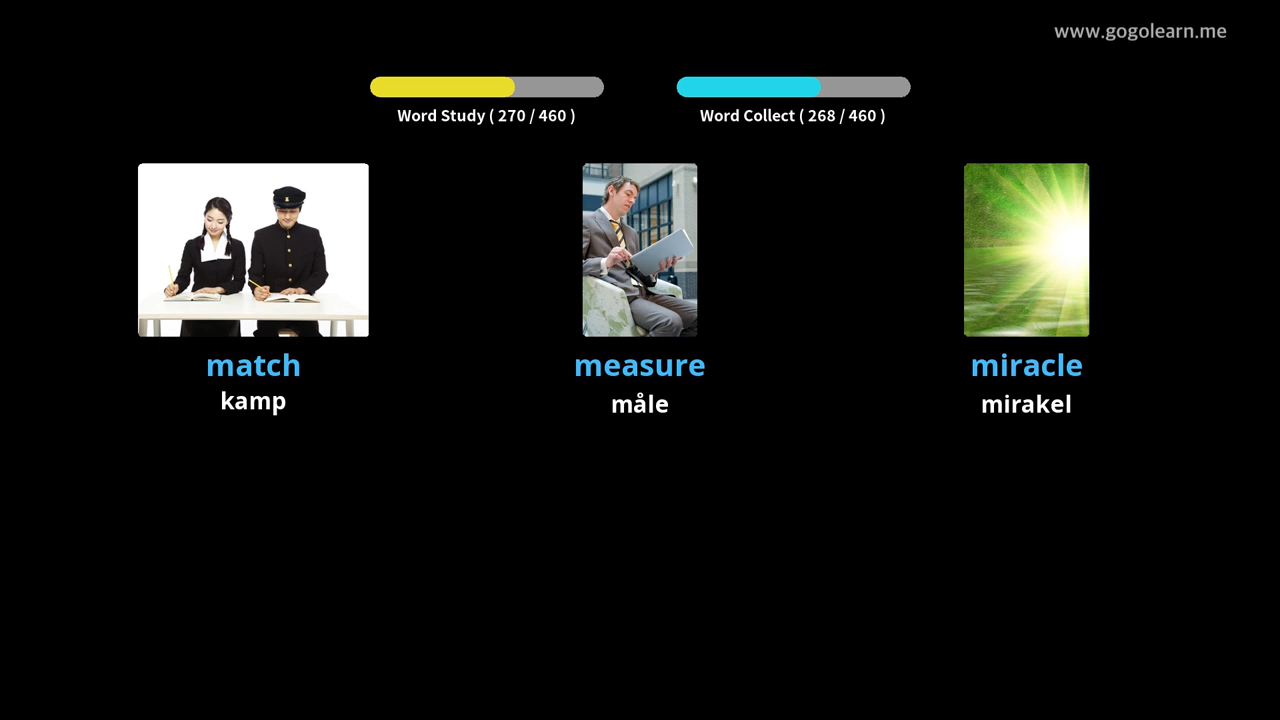 www.gogolearn.me
Word Study ( 270 / 460 )
Word Collect ( 268 / 460 )
match
kamp
measure
måle
miracle
mirakel